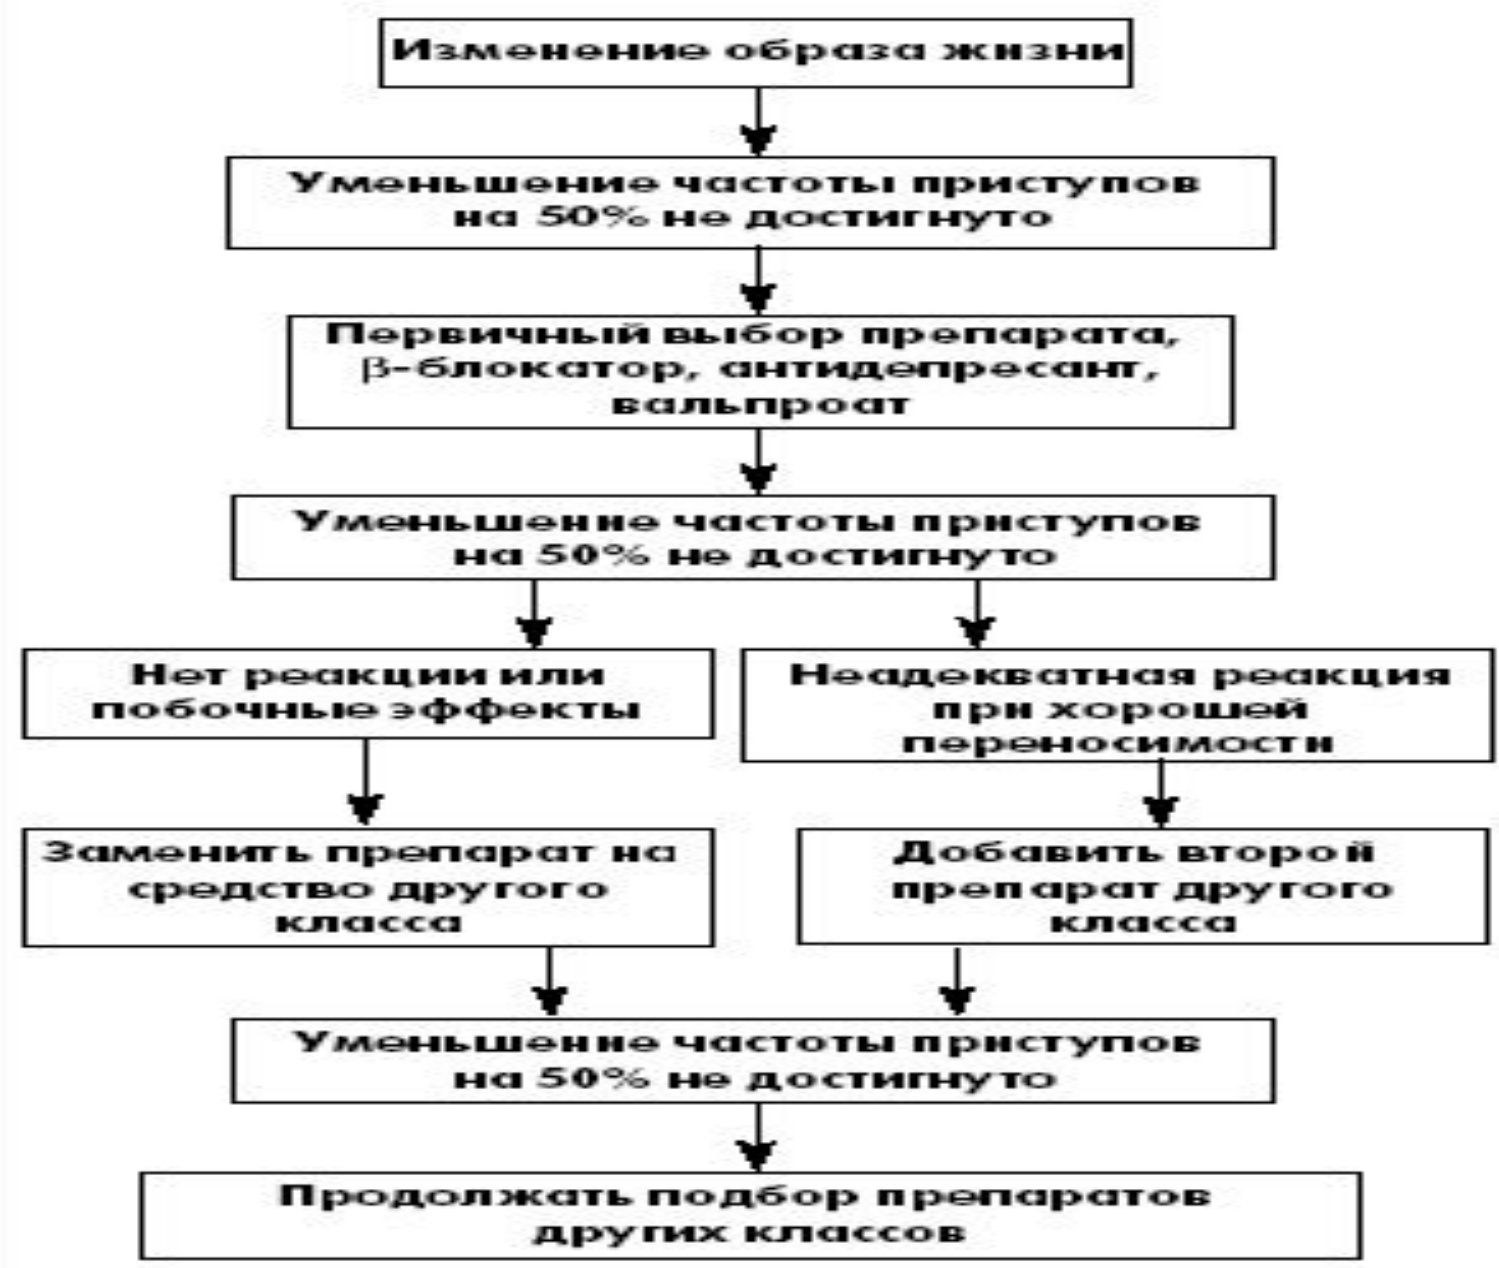 Изменение образа жизни
Уменьшение частоты приступов
на 50% не достигнуто
Первичный выбор препарата,
β-блокатор, антидепресант,
вальпроат
Уменьшение частоты приступов
на 50% не достигнуто
Нет реакции или
побочные эффекты
Неадекватная реакция
при хорошей
переносимости
Заменить препарат на
средство другого
класса
Добавить второй
препарат другого
класса
Уменьшение частоты приступов
на 50% не достигнуто
Продолжать подбор препаратов
других классов